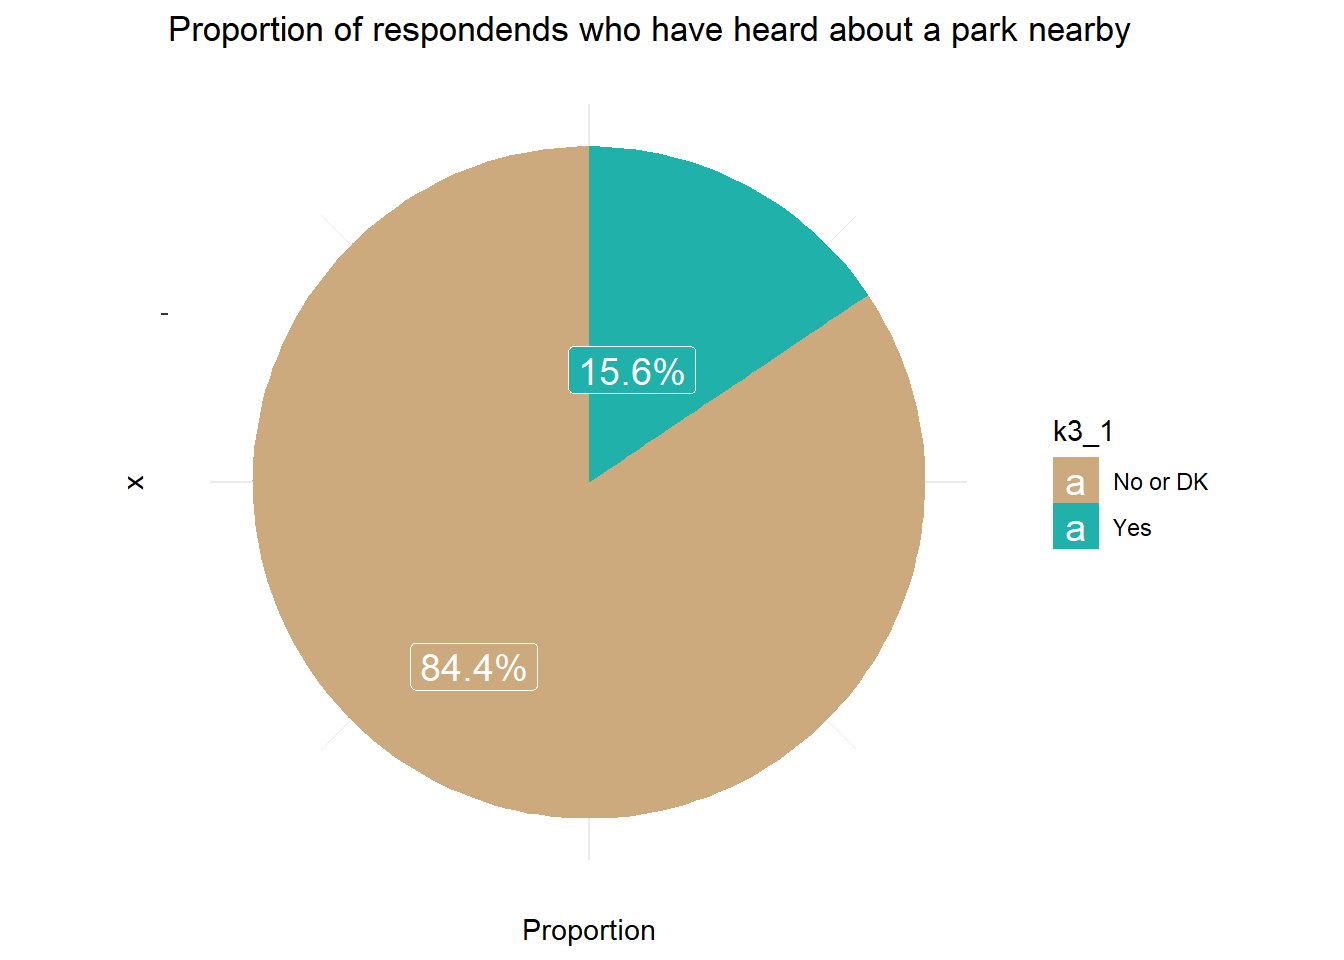 Proportion of respondends who have heard about a park nearby
15.6%
84.4%
x
k3_1
a No or DK
a Yes
Proportion